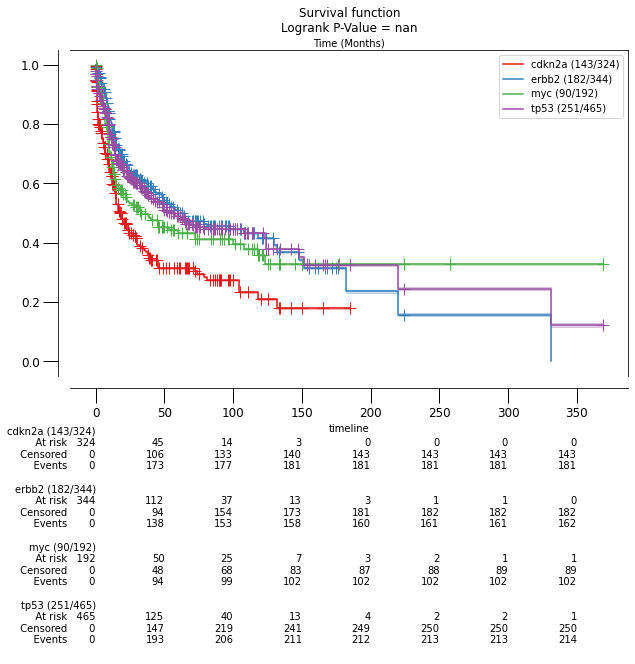 Survival function
Logrank P-Value = nan
Time (Months)
cdkn2a (143/324)
erbb2 (182/344)
myc (90/192)
tp53 (251/465)
1.0
0.8
0.6
0.4
0.2
0.0
0 50 100 150 200 250 300 350
timeline
cdkn2a (143/324)
At risk 324 45 14 3 0 0 0 0
Censored 0 106 133 140 143 143 143 143
Events 0 173 177 181 181 181 181 181
erbb2 (182/344)
At risk 344 112 37 13 3 1 1 0
Censored 0 94 154 173 181 182 182 182
Events 0 138 153 158 160 161 161 162
myc (90/192)
At risk 192 50 25 7 3 2 1 1
Censored 0 48 68 83 87 88 89 89
Events 0 94 99 102 102 102 102 102
tp53 (251/465)
At risk 465 125 40 13 4 2 2 1
Censored 0 147 219 241 249 250 250 250
Events 0 193 206 211 212 213 213 214